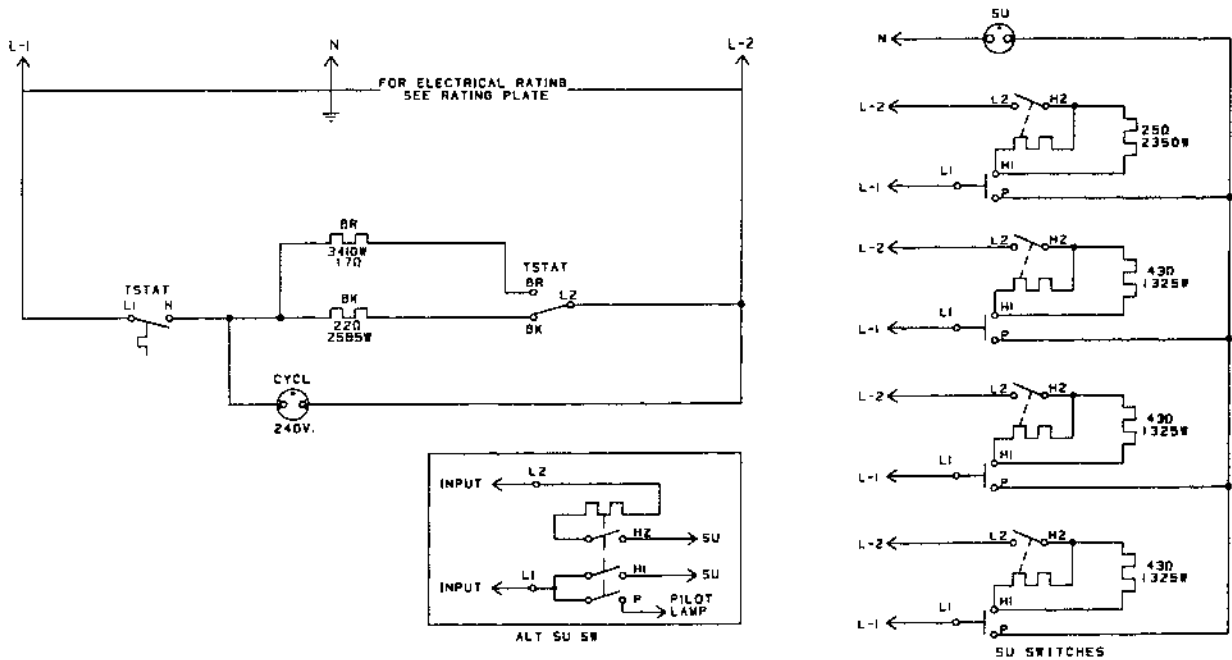 L-1
N
L-2
FOR ELECTRICAL RATING
SEE RATING PLATE
BR
3410W
17Ω
TSTAT
BR
L2
BK
TSTAT
L1
H
BK
22Ω
2585W
CYCL
240V.
INPUT
L2
H2
SU
INPUT
L1
H1
SU
P
PILOT
LAMP
ALT SU SW
SU
N
L-2
L2
H2
25Ω
2350W
H1
L-1
L1
P
L-2
L2
H2
43Ω
1325W
H1
L-1
L1
P
L-2
L2
H2
43Ω
1325W
H1
L-1
L1
P
L-2
L2
H2
43Ω
1325W
H1
L-1
L1
P
SU SWITCHES